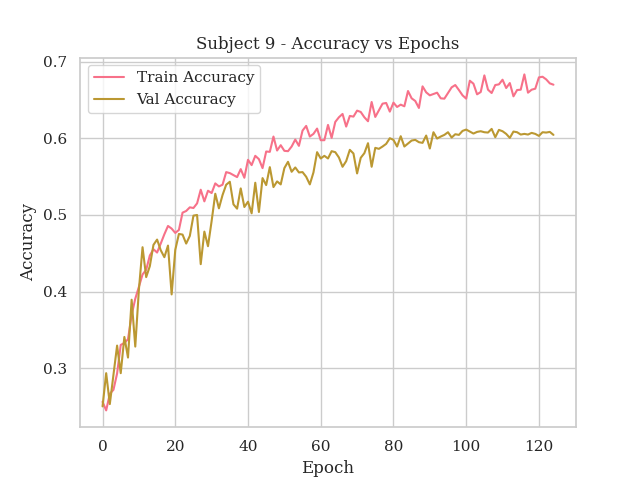 Subject 9 - Accuracy vs Epochs
Train Accuracy
Val Accuracy
Accuracy
0.7
0.6
0.5
0.4
0.3
0 20 40 60 80 100 120
Epoch